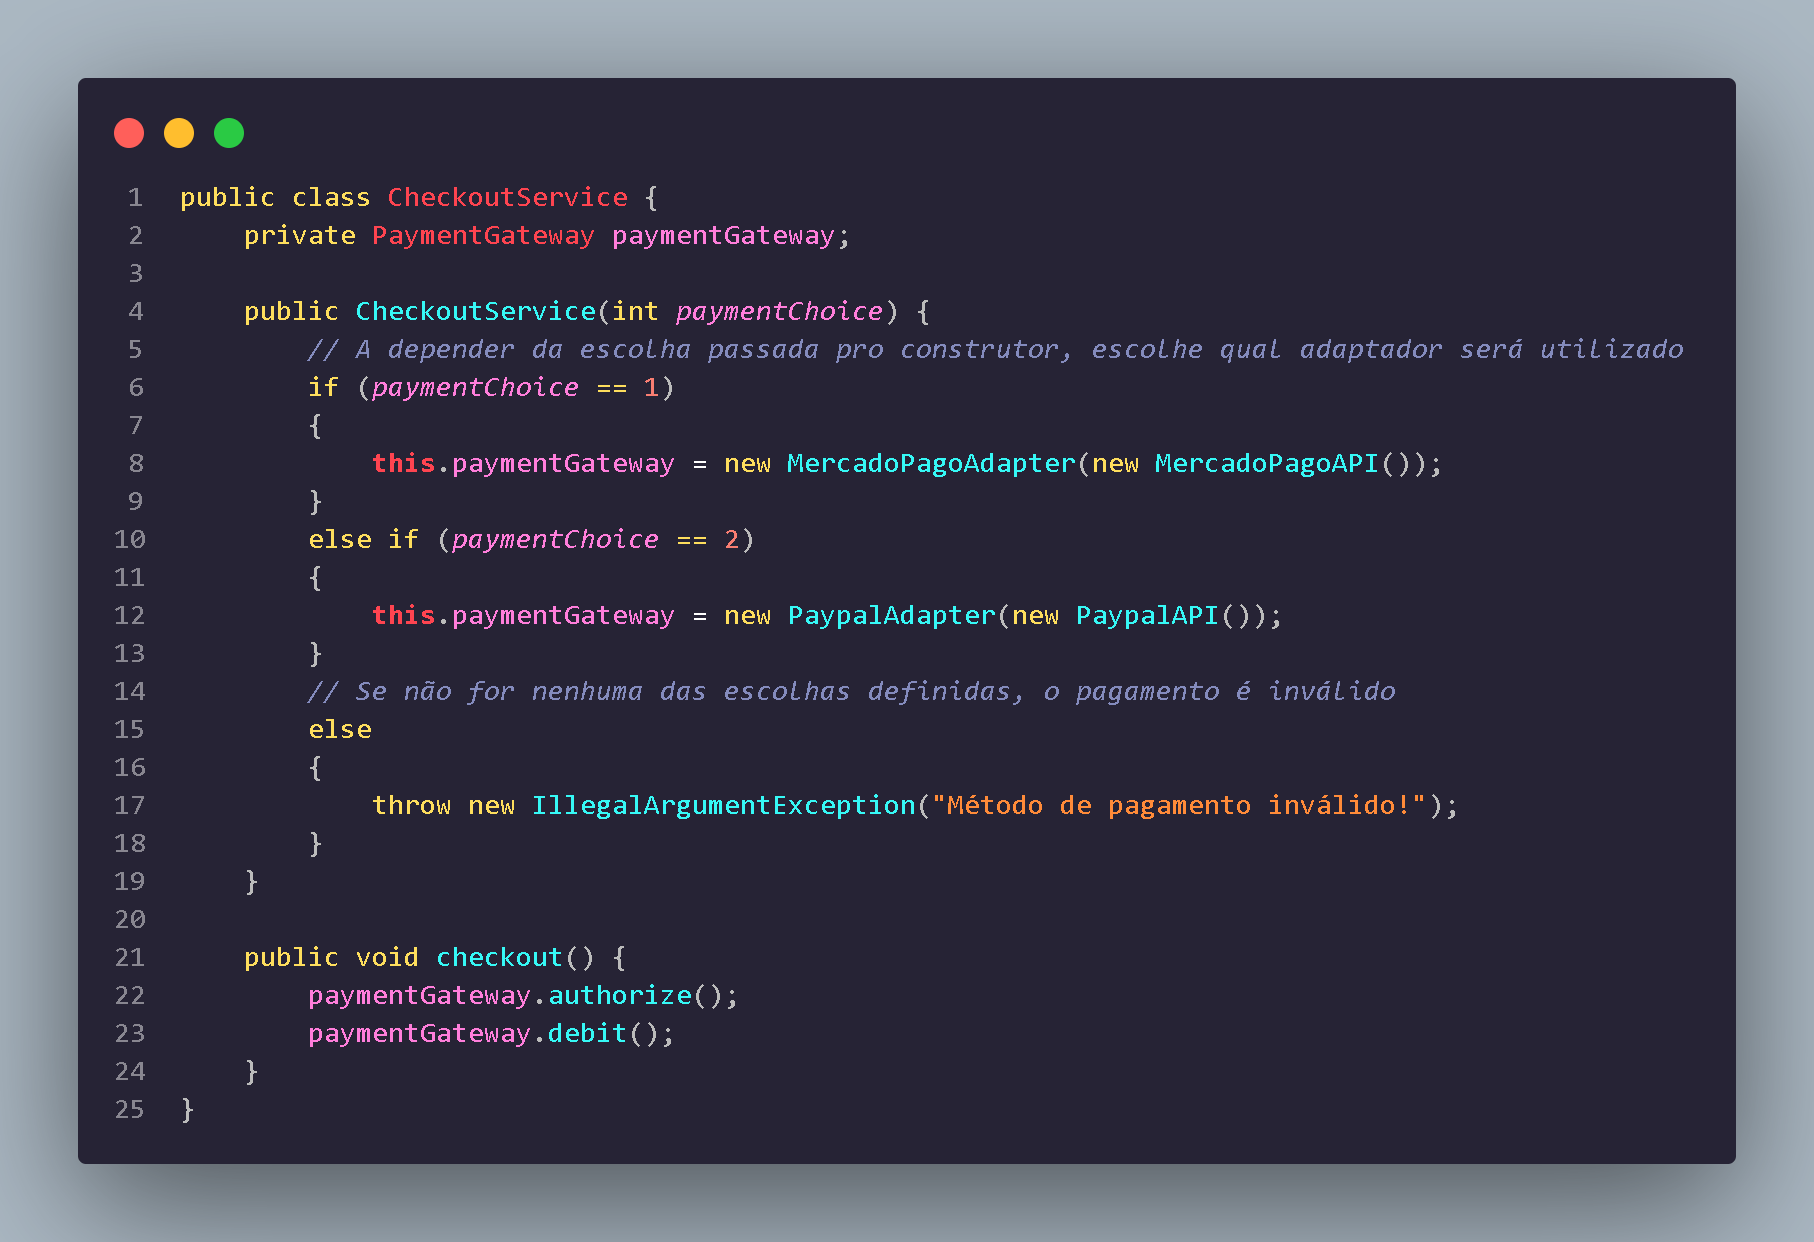 1 public class CheckoutService {
2     private PaymentGateway paymentGateway;
3
4     public CheckoutService(int paymentChoice) {
5         // A depender da escolha passada pro construtor, escolhe qual adaptador será utilizado
6         if (paymentChoice == 1)
7         {
8             this.paymentGateway = new MercadoPagoAdapter(new MercadoPagoAPI());
9         }
10         else if (paymentChoice == 2)
11         {
12             this.paymentGateway = new PaypalAdapter(new PaypalAPI());
13         }
14         // Se não for nenhuma das escolhas definidas, o pagamento é inválido
15         else
16         {
17             throw new IllegalArgumentException("Método de pagamento inválido!");
18         }
19     }
20
21     public void checkout() {
22         paymentGateway.authorize();
23         paymentGateway.debit();
24     }
25 }